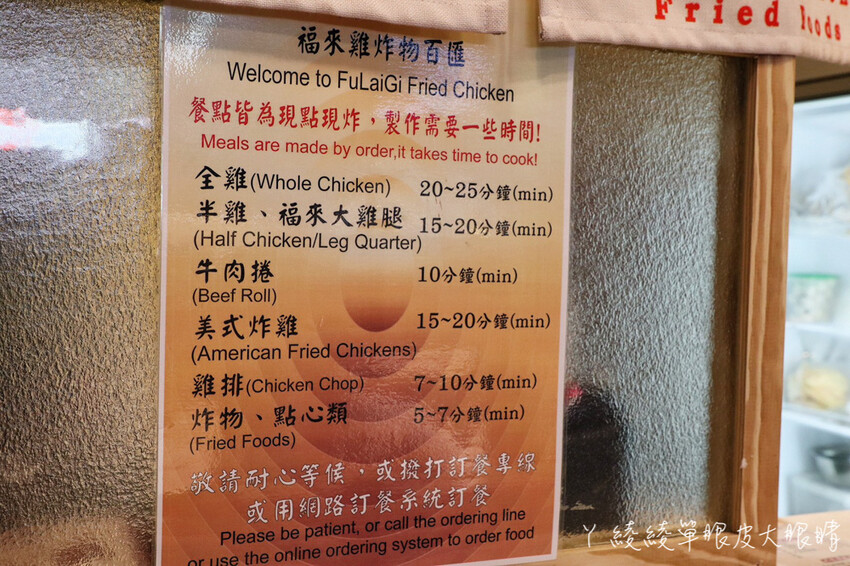 Fried Foods
福來雞炸物百匯
Welcome to FuLaiGi Fried Chicken
餐點皆為現點現炸，製作需要一些時間!
Meals are made by order,it takes time to cook!
全雞(Whole Chicken) 20~25分鐘(min)
半雞、福來大雞腿 15~20分鐘(min)
(Half Chicken/Leg Quarter)
牛肉捲 10分鐘(min)
(Beef Roll)
美式炸雞 15~20分鐘(min)
(American Fried Chickens)
雞排(Chicken Chop) 7~10分鐘(min)
炸物、點心類 5~7分鐘(min)
(Fried Foods)
敬請耐心等候，或撥打訂餐專線
或用網路訂餐系統訂餐
Please be patient, or call the ordering line
or use the online ordering system to order food
ㄚ綾綾單眼皮大眼睛